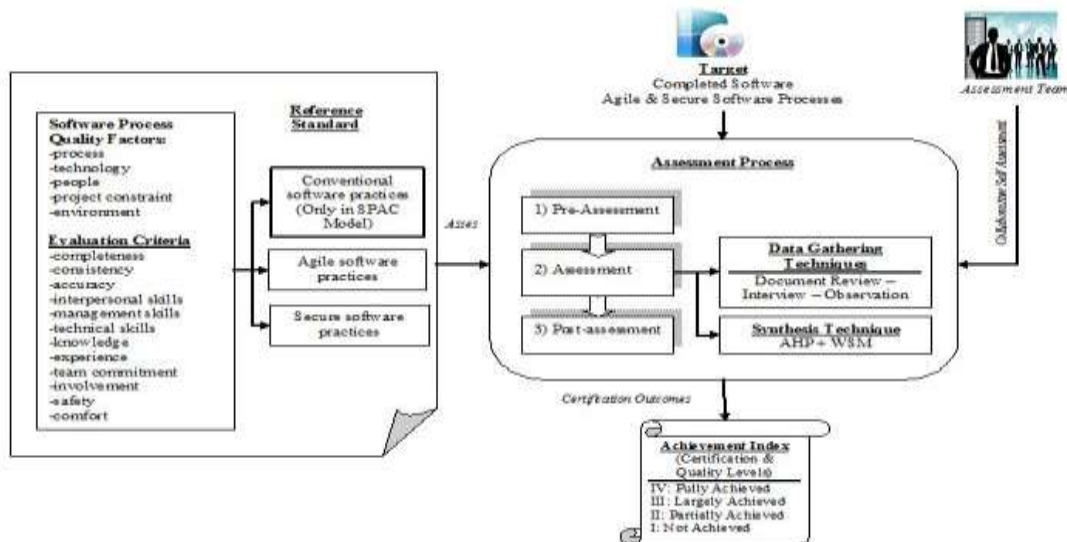 Software Process
Quality Factors:
-process
-technology
-people
-project constraint
-environment
Evaluation Criteria
-completeness
-consistency
-accuracy
-interpersonal skills
-management skills
-technical skills
-knowledge
-experience
-team commitment
-involvement
-safety
-comfort
Reference
Standard
Conventional
software practices
(Only in SPAC
Model)
Agile software
practices
Secure software
practices
Asses
Target
Completed Software
Agile & Secure Software Processes
Assessment Team
Collaborative Self Assessment
Assessment Process
1) Pre-Assessment
2) Assessment
3) Post-assessment
Data Gathering
Techniques
Document Review –
Interview – Observation
Synthesis Technique
AHP + WSM
Certification Outcomes
Achievement Index
(Certification &
Quality Levels)
IV: Fully Achieved
III: Largely Achieved
II: Partially Achieved
I: Not Achieved